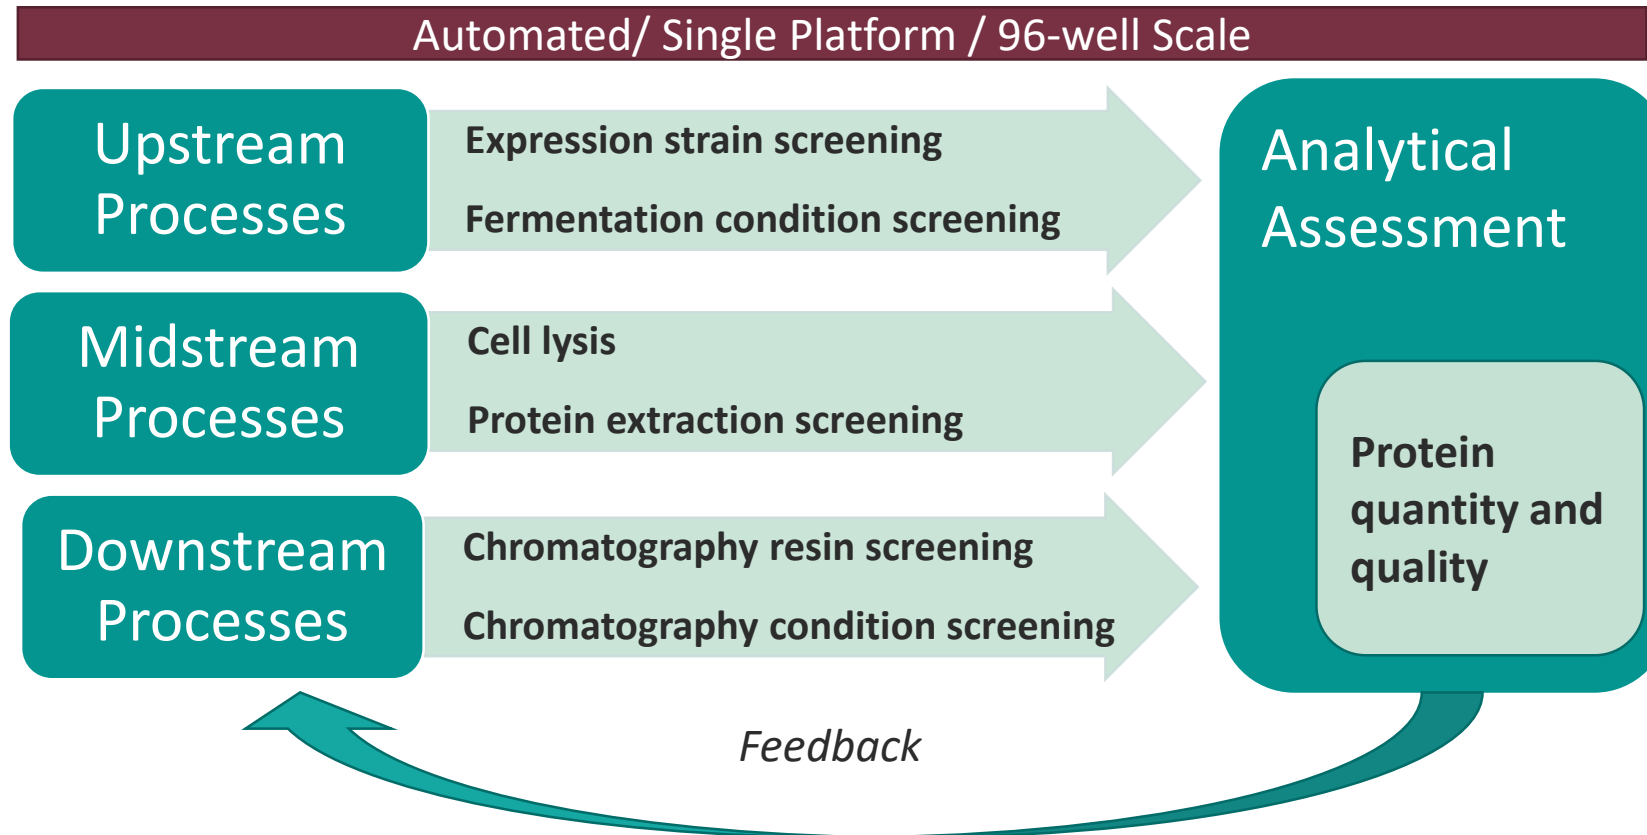 Automated/ Single Platform / 96-well Scale
Upstream
Processes
Expression strain screening
Fermentation condition screening
Midstream
Processes
Cell lysis
Protein extraction screening
Downstream
Processes
Chromatography resin screening
Chromatography condition screening
Analytical
Assessment
Protein
quantity and
quality
Feedback